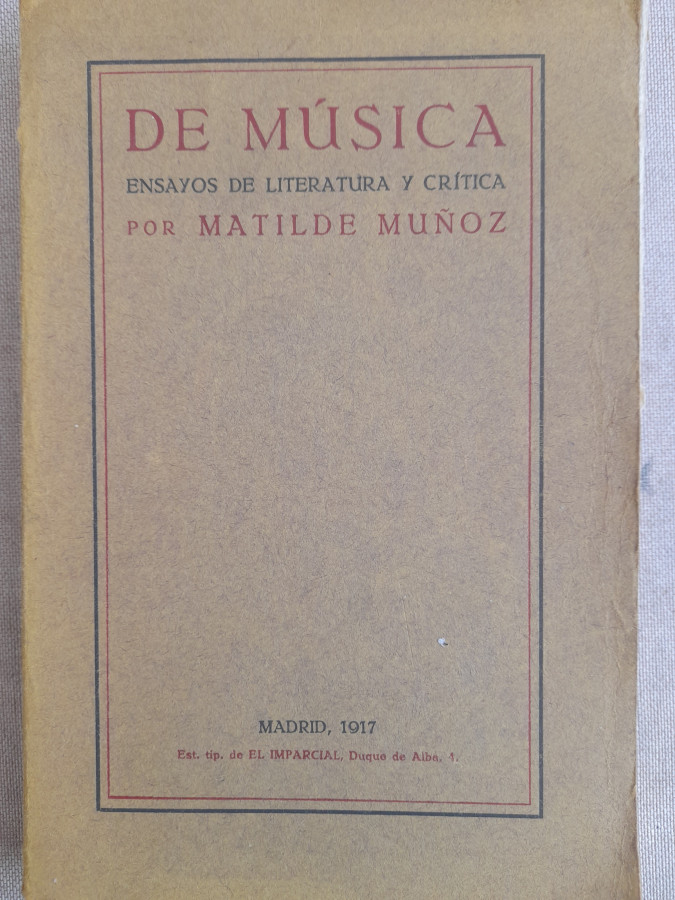 DE MÚSICA
ENSAYOS DE LITERATURA Y CRÍTICA
POR MATILDE MUÑOZ
MADRID, 1917
Est. tip. de EL IMPARCIAL, Duque de Alba, 4.